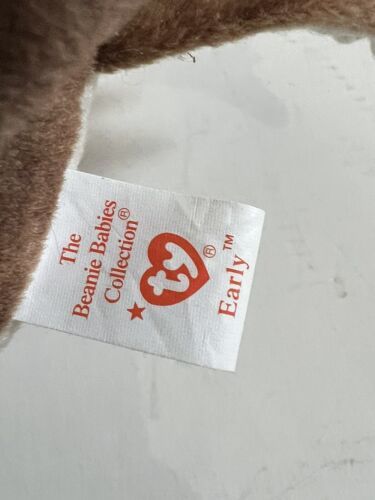 The
Beanie Babies
Collection®
ty®
Early™